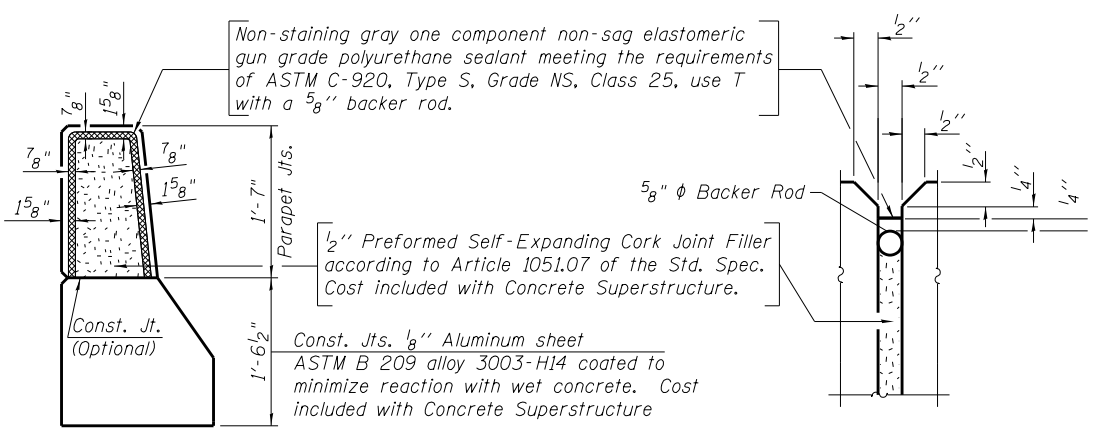 Non-staining gray one component non-sag elastomeric
gun grade polyurethane sealant meeting the requirements
of ASTM C-920, Type S, Grade NS, Class 25, use T
with a 5/8" backer rod.
7/8"
1 5/8"
7/8"
7/8"
1 5/8"
1 5/8"
1'-7"
Parapet Jts.
1/2" Preformed Self-Expanding Cork Joint Filler
according to Article 1051.07 of the Std. Spec.
Cost included with Concrete Superstructure.
Const. Jt.
(Optional)
1'-6 1/2"
Const. Jts. 1/8" Aluminum sheet
ASTM B 209 alloy 3003-H14 coated to
minimize reaction with wet concrete. Cost
included with Concrete Superstructure
1/2"
1/2"
1/2"
1/2"
1/4"
1/4"
5/8" φ Backer Rod